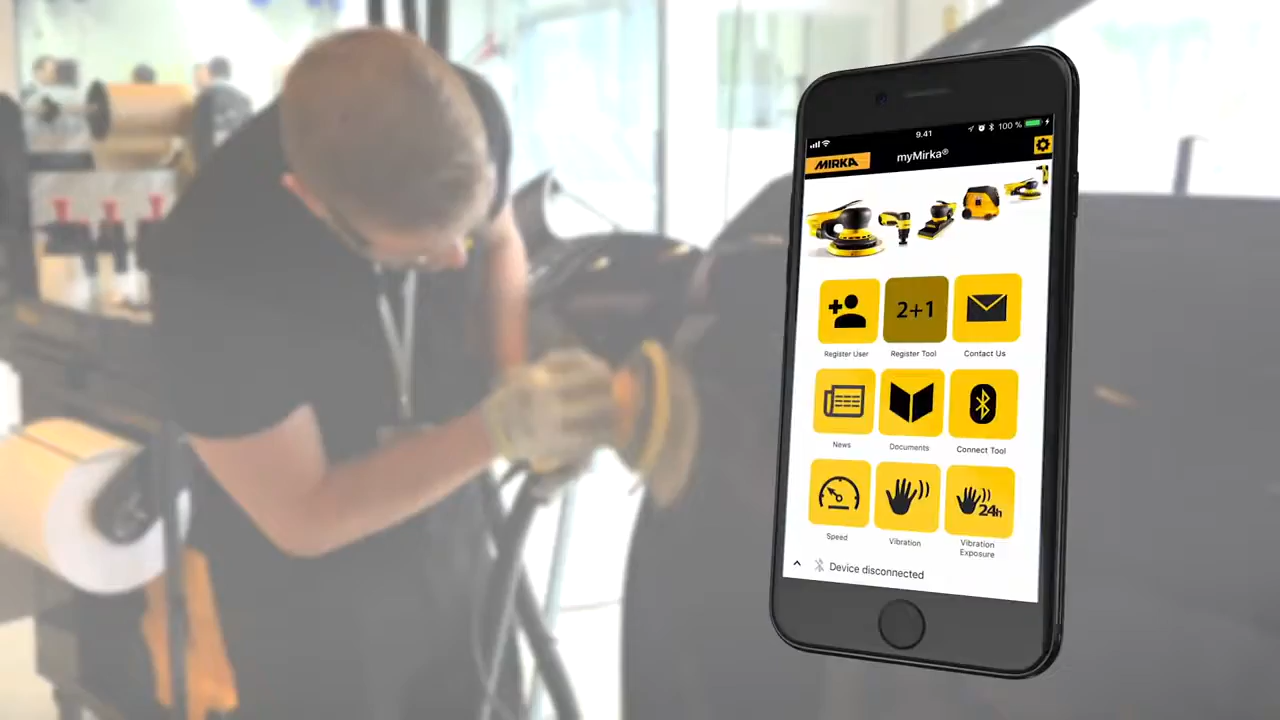 9.41
100 %
MIRKA
myMirka®
Register User
2+1
Register Tool
Contact Us
News
Documents
Connect Tool
Speed
Vibration
24h
Vibration
Exposure
Device disconnected